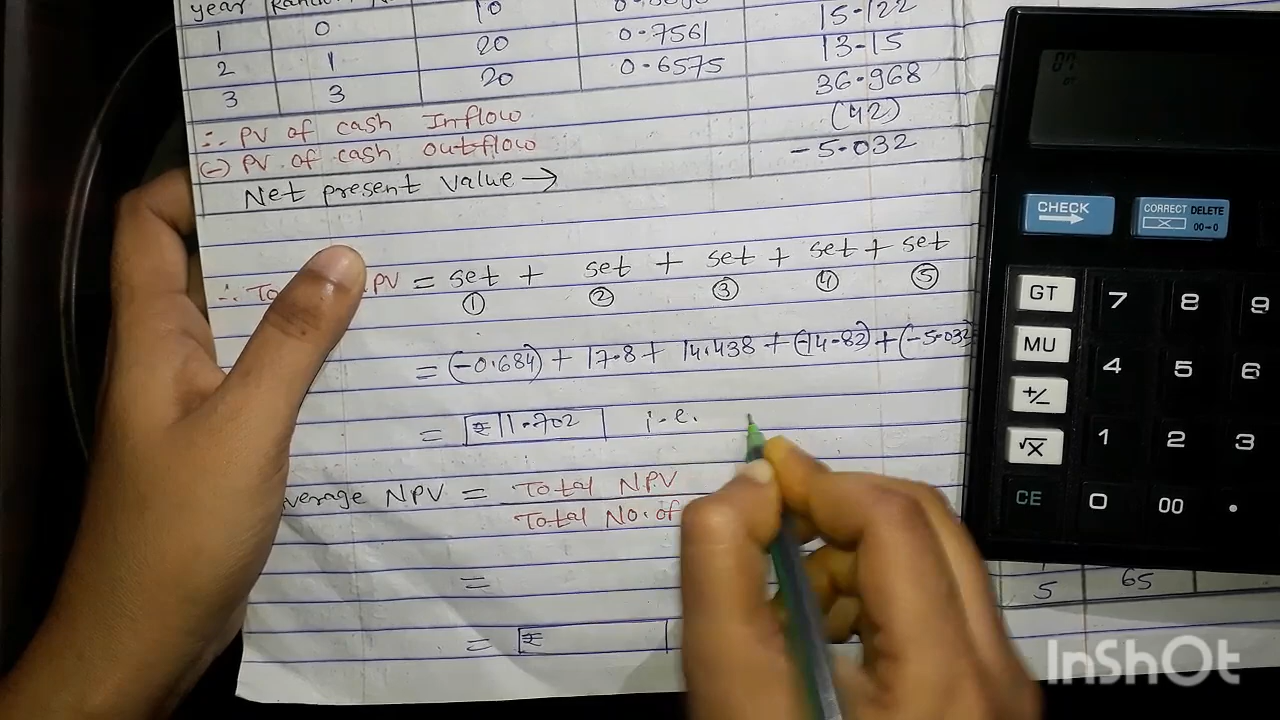 year
10
15.122
1 0 20 0.7561 13.15
2 1 20 0.6575 36.968
3 3 (42)
∴ PV of cash Inflow
(-) PV of cash outflow -5.032
Net present value →
PV = set + set + set + set + set
① ② ③ ④ ⑤
= (-0.684) + 17.8 + 14.438 + (-14.82) + (-5.032)
= ₹ 11.702 i.e.
verage NPV = Total NPV
Total No. of
=
= ₹
CHECK
CORRECT DELETE
00→0
GT 7 8 9
MU 4 5 6
+/- 1 2 3
√X
CE 0 00 .
5 65
InShOt